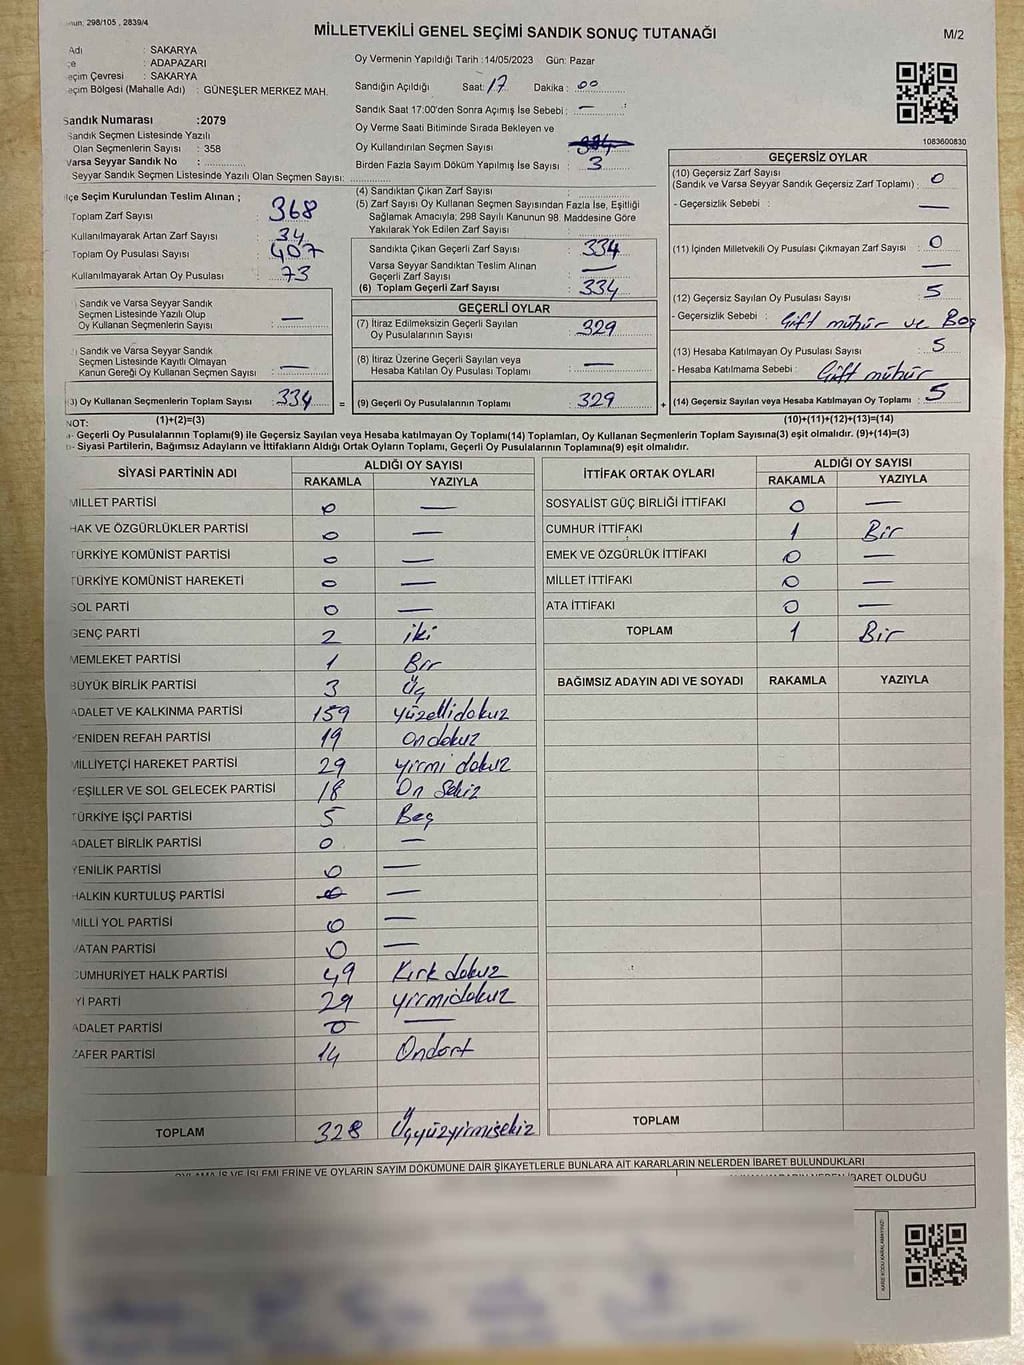 298/105 , 2839/4
MİLLETVEKİLİ GENEL SEÇİMİ SANDIK SONUÇ TUTANAĞI
M/2
Adı : SAKARYA
: ADAPAZARI
eçim Çevresi : SAKARYA
eçim Bölgesi (Mahalle Adı) : GÜNEŞLER MERKEZ MAH.
Sandık Numarası :2079
Sandık Seçmen Listesinde Yazılı
Olan Seçmenlerin Sayısı : 358
Varsa Seyyar Sandık No :
Seyyar Sandık Seçmen Listesinde Yazılı Olan Seçmen Sayısı:
Oy Vermenin Yapıldığı Tarih :14/05/2023 Gün: Pazar
Sandığın Açıldığı Saat: 17 Dakika : 00
Sandık Saat 17:00'den Sonra Açımış İse Sebebi : —
Oy Verme Saati Bitiminde Sırada Bekleyen ve
Oy Kullandırılan Seçmen Sayısı :
Birden Fazla Sayım Döküm Yapılmış İse Sayısı : 3
1083600830
lçe Seçim Kurulundan Teslim Alınan ;
Toplam Zarf Sayısı : 368
Kullanılmayarak Artan Zarf Sayısı : 34
Toplam Oy Pusulası Sayısı : 407
Kullanılmayarak Artan Oy Pusulası : 73
) Sandık ve Varsa Seyyar Sandık
Seçmen Listesinde Yazılı Olup
Oy Kullanan Seçmenlerin Sayısı : —
) Sandık ve Varsa Seyyar Sandık
Seçmen Listesinde Kayıtlı Olmayan
Kanun Gereği Oy Kullanan Seçmen Sayısı : —
3) Oy Kullanan Seçmenlerin Toplam Sayısı : 334 =
(4) Sandıktan Çıkan Zarf Sayısı :
(5) Zarf Sayısı Oy Kullanan Seçmen Sayısından Fazla İse, Eşitliği
Sağlamak Amacıyla; 298 Sayılı Kanunun 98. Maddesine Göre
Yakılarak Yok Edilen Zarf Sayısı :
Sandıkta Çıkan Geçerli Zarf Sayısı : 334
Varsa Seyyar Sandıktan Teslim Alınan
Geçerli Zarf Sayısı : —
(6) Toplam Geçerli Zarf Sayısı : 334
GEÇERLİ OYLAR
(7) İtiraz Edilmeksizin Geçerli Sayılan
Oy Pusulalarının Sayısı : 329
(8) İtiraz Üzerine Geçerli Sayılan veya
Hesaba Katılan Oy Pusulası Toplamı : —
(9) Geçerli Oy Pusulalarının Toplamı : 329 +
GEÇERSİZ OYLAR
(10) Geçersiz Zarf Sayısı
(Sandık ve Varsa Seyyar Sandık Geçersiz Zarf Toplamı) : 0
- Geçersizlik Sebebi : —
(11) İçinden Milletvekili Oy Pusulası Çıkmayan Zarf Sayısı : 0
—
(12) Geçersiz Sayılan Oy Pusulası Sayısı : 5
- Geçersizlik Sebebi : Çift mühür ve Boş
(13) Hesaba Katılmayan Oy Pusulası Sayısı : 5
- Hesaba Katılmama Sebebi : Çift mühür
(14) Geçersiz Sayılan veya Hesaba Katılmayan Oy Toplamı : 5
NOT: (1)+(2)=(3) (10)+(11)+(12)+(13)=(14)
- Geçerli Oy Pusulalarının Toplamı(9) ile Geçersiz Sayılan veya Hesaba katılmayan Oy Toplamı(14) Toplamları, Oy Kullanan Seçmenlerin Toplam Sayısına(3) eşit olmalıdır. (9)+(14)=(3)
- Siyasi Partilerin, Bağımsız Adayların ve İttifakların Aldığı Ortak Oyların Toplamı, Geçerli Oy Pusulalarının Toplamına(9) eşit olmalıdır.
SİYASİ PARTİNİN ADI ALDIĞI OY SAYISI
RAKAMLA YAZIYLA
MİLLET PARTİSİ 0 —
HAK VE ÖZGÜRLÜKLER PARTİSİ 0 —
TÜRKİYE KOMÜNİST PARTİSİ 0 —
TÜRKİYE KOMÜNİST HAREKETİ 0 —
SOL PARTİ 0 —
GENÇ PARTİ 2 iki
MEMLEKET PARTİSİ 1 Bir
BÜYÜK BİRLİK PARTİSİ 3 Üç
ADALET VE KALKINMA PARTİSİ 159 yüzellidokuz
YENİDEN REFAH PARTİSİ 19 ondokuz
MİLLİYETÇİ HAREKET PARTİSİ 29 yirmi dokuz
YEŞİLLER VE SOL GELECEK PARTİSİ 18 On Sekiz
TÜRKİYE İŞÇİ PARTİSİ 5 Beş
ADALET BİRLİK PARTİSİ 0 —
YENİLİK PARTİSİ 0 —
HALKIN KURTULUŞ PARTİSİ 0 —
MİLLİ YOL PARTİSİ 0 —
VATAN PARTİSİ 0 —
CUMHURİYET HALK PARTİSİ 49 Kırk dokuz
Yİ PARTİ 29 yirmidokuz
ADALET PARTİSİ 0 —
ZAFER PARTİSİ 14 Ondört
TOPLAM 328 Üçyüzyirmisekiz
İTTİFAK ORTAK OYLARI ALDIĞI OY SAYISI
RAKAMLA YAZIYLA
SOSYALİST GÜÇ BİRLİĞİ İTTİFAKI 0 —
CUMHUR İTTİFAKI 1 Bir
EMEK VE ÖZGÜRLÜK İTTİFAKI 0 —
MİLLET İTTİFAKI 0 —
ATA İTTİFAKI 0 —
TOPLAM 1 Bir
BAĞIMSIZ ADAYIN ADI VE SOYADI RAKAMLA YAZIYLA
TOPLAM
OYLAMA İŞ VE İŞLEMLERİNE VE OYLARIN SAYIM DÖKÜMÜNE DAİR ŞİKAYETLERLE BUNLARA AİT KARARLARIN NELERDEN İBARET BULUNDUKLARI
İBARET OLDUĞU